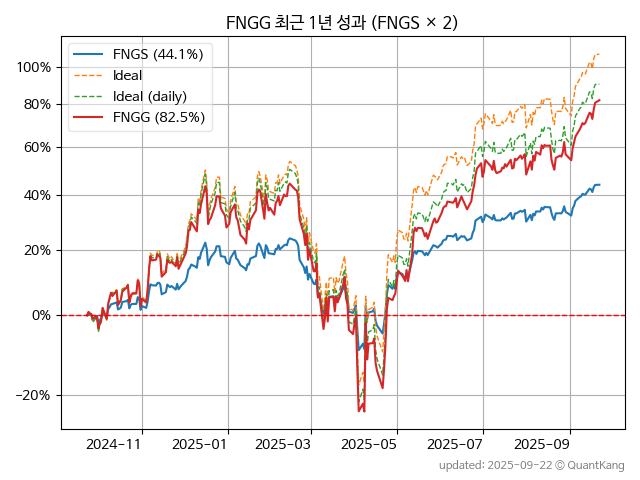 FNGG 최근 1년 성과 (FNGS × 2)
FNGS (44.1%)
Ideal
Ideal (daily)
FNGG (82.5%)
100%
80%
60%
40%
20%
0%
−20%
2024−11
2025−01
2025−03
2025−05
2025−07
2025−09
updated: 2025−09−22 © QuantKang